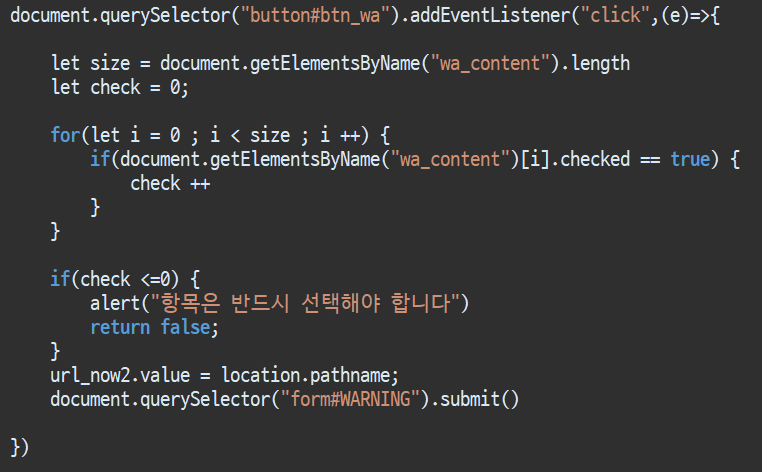 document.querySelector("button#btn_wa").addEventListener("click",(e)=>{
let size = document.getElementsByName("wa_content").length
let check = 0;
for(let i = 0 ; i < size ; i ++) {
if(document.getElementsByName("wa_content")[i].checked == true) {
check ++
}
}
if(check <=0) {
alert("항목은 반드시 선택해야 합니다")
return false;
}
url_now2.value = location.pathname;
document.querySelector("form#WARNING").submit()
})